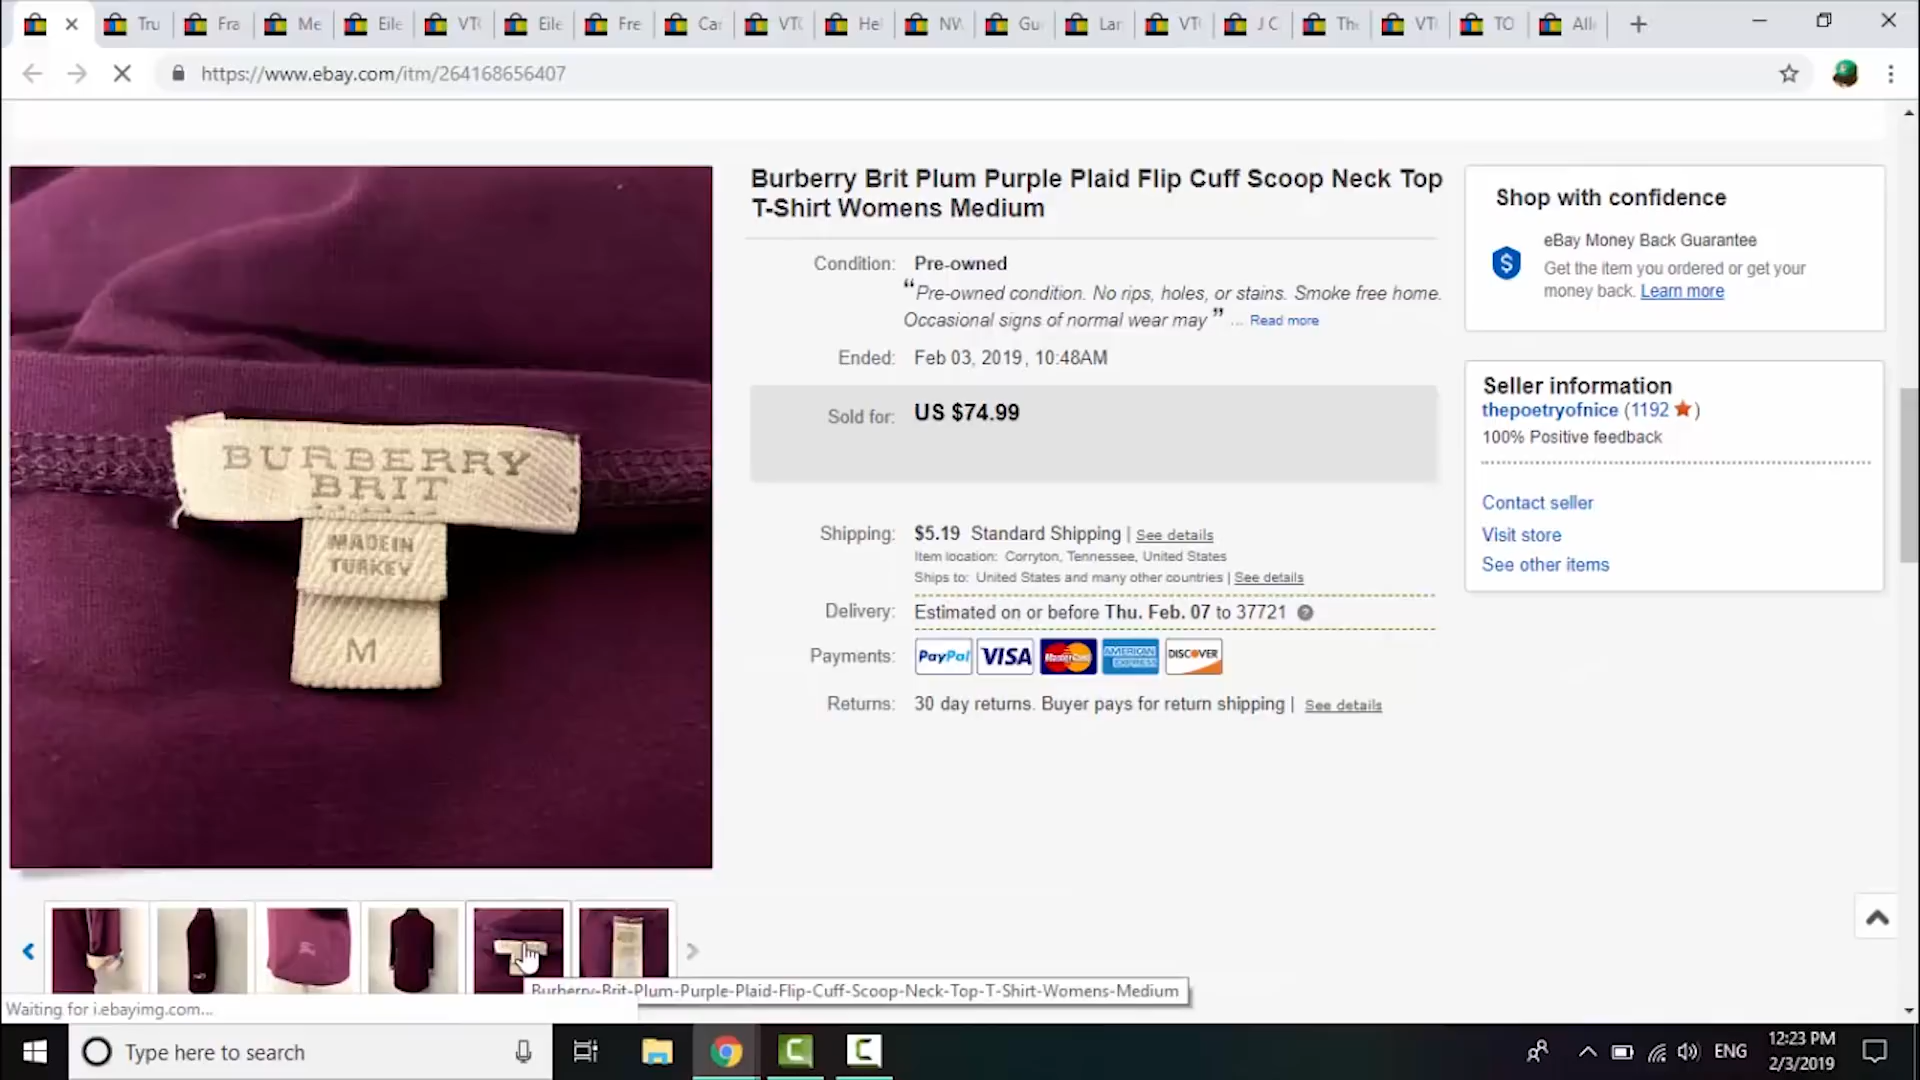 Tru
Fra
Me
Eile
VT
Eile
Fre
Car
VT
He
NW
Gu
Lar
VT
J C
Th
VT
TO
All
https://www.ebay.com/itm/264168656407
BURBERRY
BRIT
MADE IN
TURKEY
M
Burberry Brit Plum Purple Plaid Flip Cuff Scoop Neck Top
T-Shirt Womens Medium
Condition: Pre-owned
“Pre-owned condition. No rips, holes, or stains. Smoke free home.
Occasional signs of normal wear may ” ... Read more
Ended: Feb 03, 2019 , 10:48AM
Sold for: US $74.99
Shipping: $5.19 Standard Shipping | See details
Item location: Corryton, Tennessee, United States
Ships to: United States and many other countries | See details
Delivery: Estimated on or before Thu. Feb. 07 to 37721 ?
Payments: PayPal VISA MasterCard AMERICAN EXPRESS DISCOVER
Returns: 30 day returns. Buyer pays for return shipping | See details
Shop with confidence
$
eBay Money Back Guarantee
Get the item you ordered or get your
money back. Learn more
Seller information
thepoetryofnice (1192 ★)
100% Positive feedback
Contact seller
Visit store
See other items
Burberry-Brit-Plum-Purple-Plaid-Flip-Cuff-Scoop-Neck-Top-T-Shirt-Womens-Medium
Waiting for i.ebayimg.com...
Type here to search
ENG
12:23 PM
2/3/2019